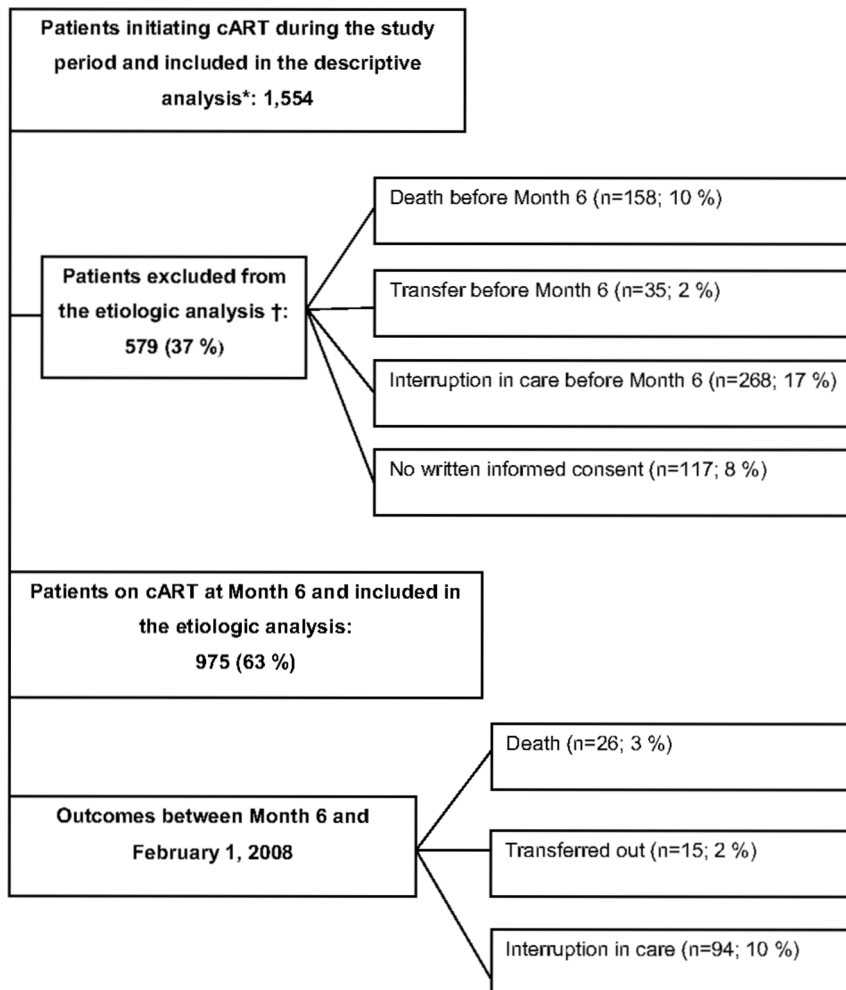 Patients initiating cART during the study
period and included in the descriptive
analysis*: 1,554
Death before Month 6 (n=158; 10 %)
Patients excluded from
the etiologic analysis †:
579 (37 %)
Transfer before Month 6 (n=35; 2 %)
Interruption in care before Month 6 (n=268; 17 %)
No written informed consent (n=117; 8 %)
Patients on cART at Month 6 and included in
the etiologic analysis:
975 (63 %)
Death (n=26; 3 %)
Outcomes between Month 6 and
February 1, 2008
Transferred out (n=15; 2 %)
Interruption in care (n=94; 10 %)